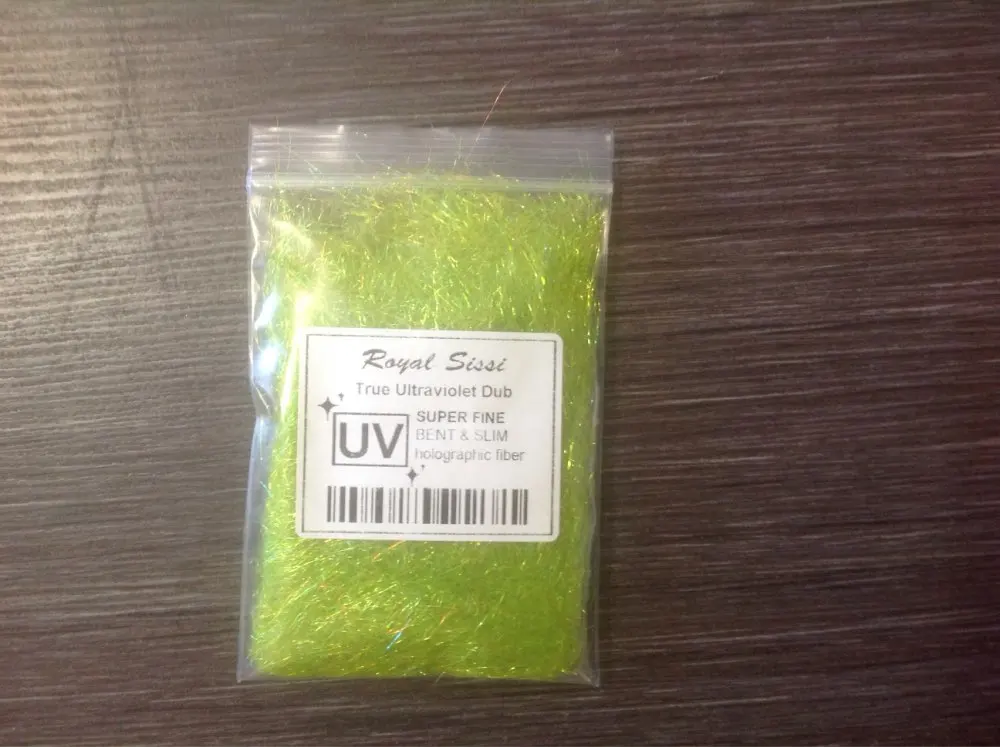 Royal Sissi
True Ultraviolet Dub
UV
SUPER FINE
BENT & SLIM
holographic fiber